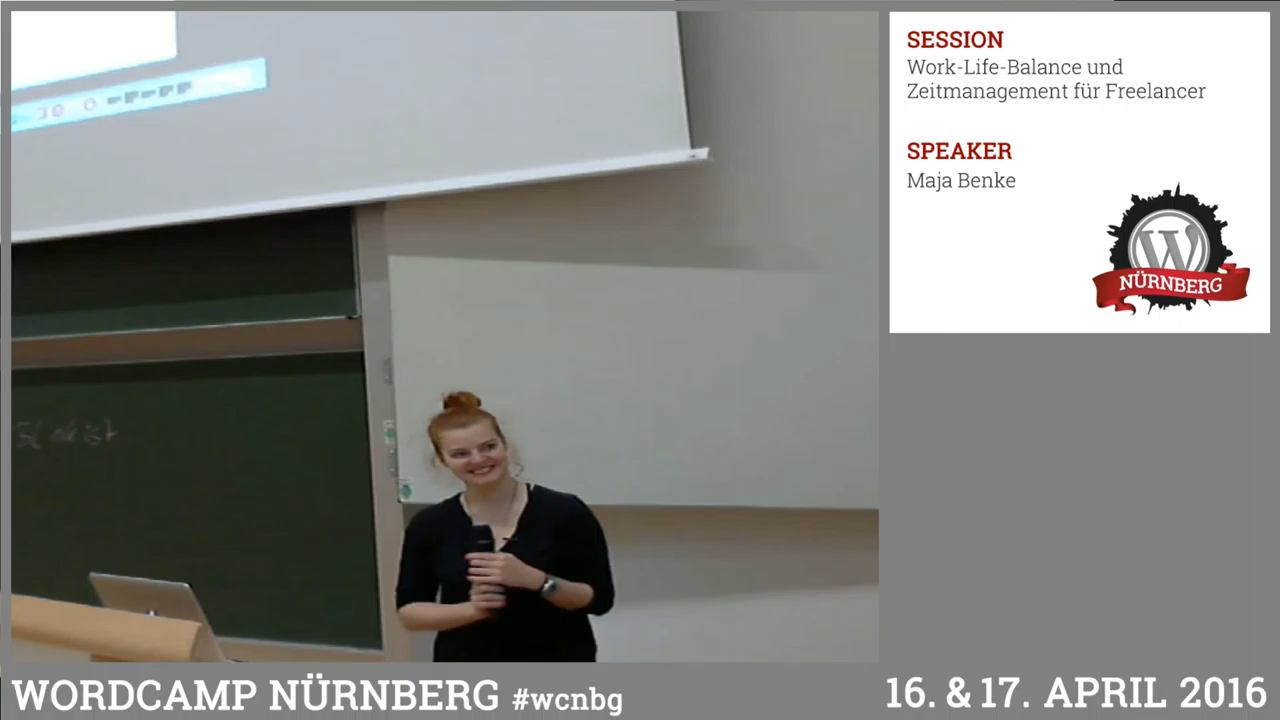 SESSION
Work-Life-Balance und
Zeitmanagement für Freelancer
SPEAKER
Maja Benke
W
NÜRNBERG
WORDCAMP NÜRNBERG #wcnbg
16. & 17. APRIL 2016